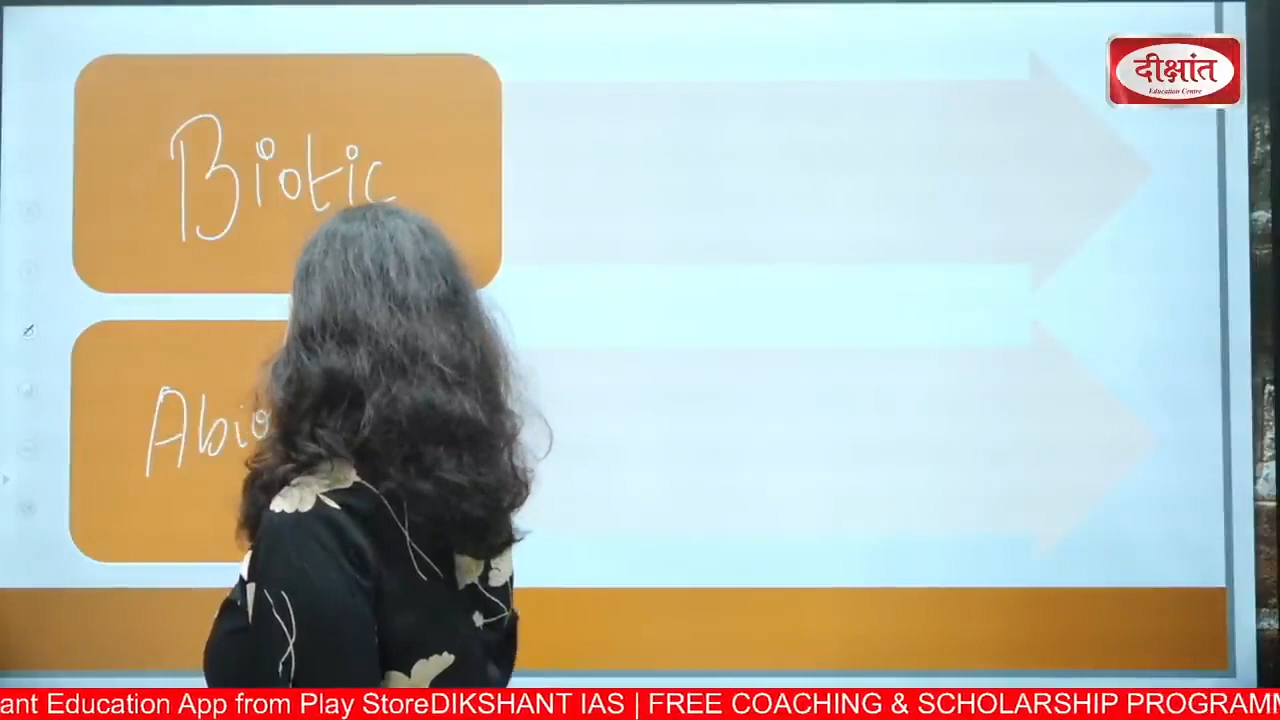 दीक्षांत
Education Centre
Biotic
Abio
ant Education App from Play StoreDIKSHANT IAS | FREE COACHING & SCHOLARSHIP PROGRAMM